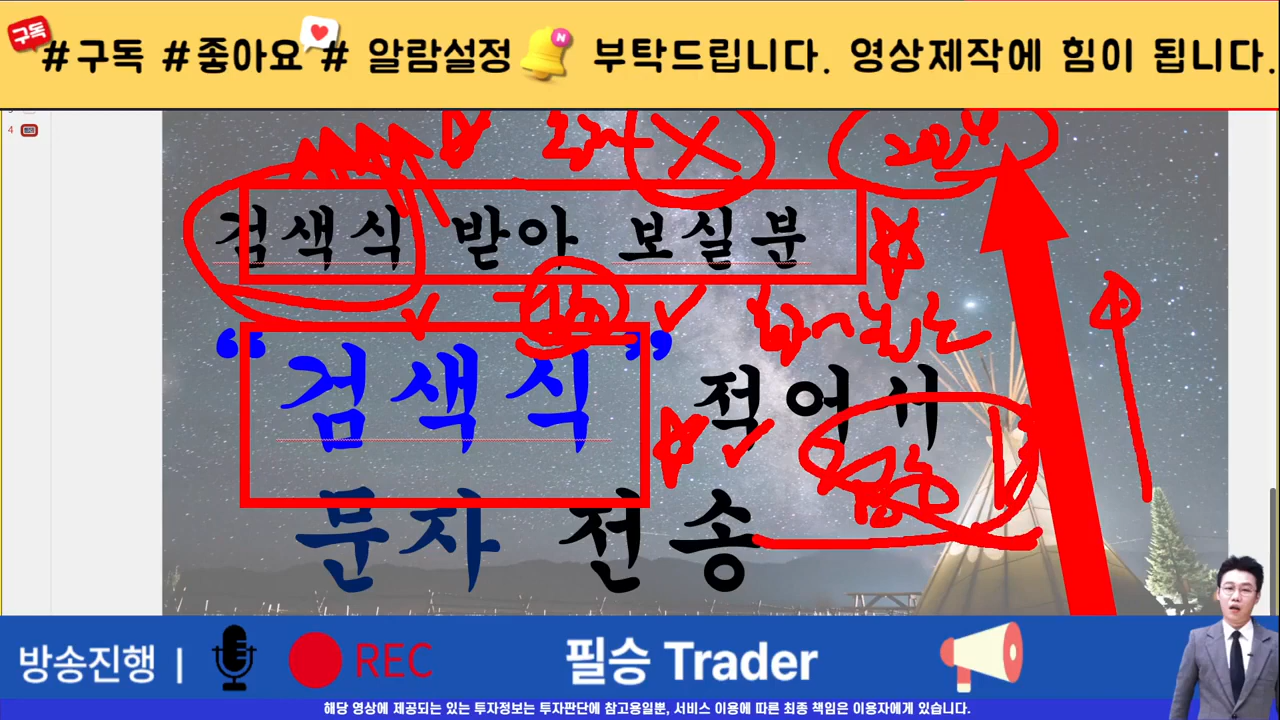 구독
#구독 #좋아요 # 알람설정 N 부탁드립니다. 영상제작에 힘이 됩니다.
4
검색식 받아 보실분
“검색식” 적어서
문자 전송
방송진행 | REC 필승 Trader
해당 영상에 제공되는 있는 투자정보는 투자판단에 참고용일뿐, 서비스 이용에 따른 최종 책임은 이용자에게 있습니다.